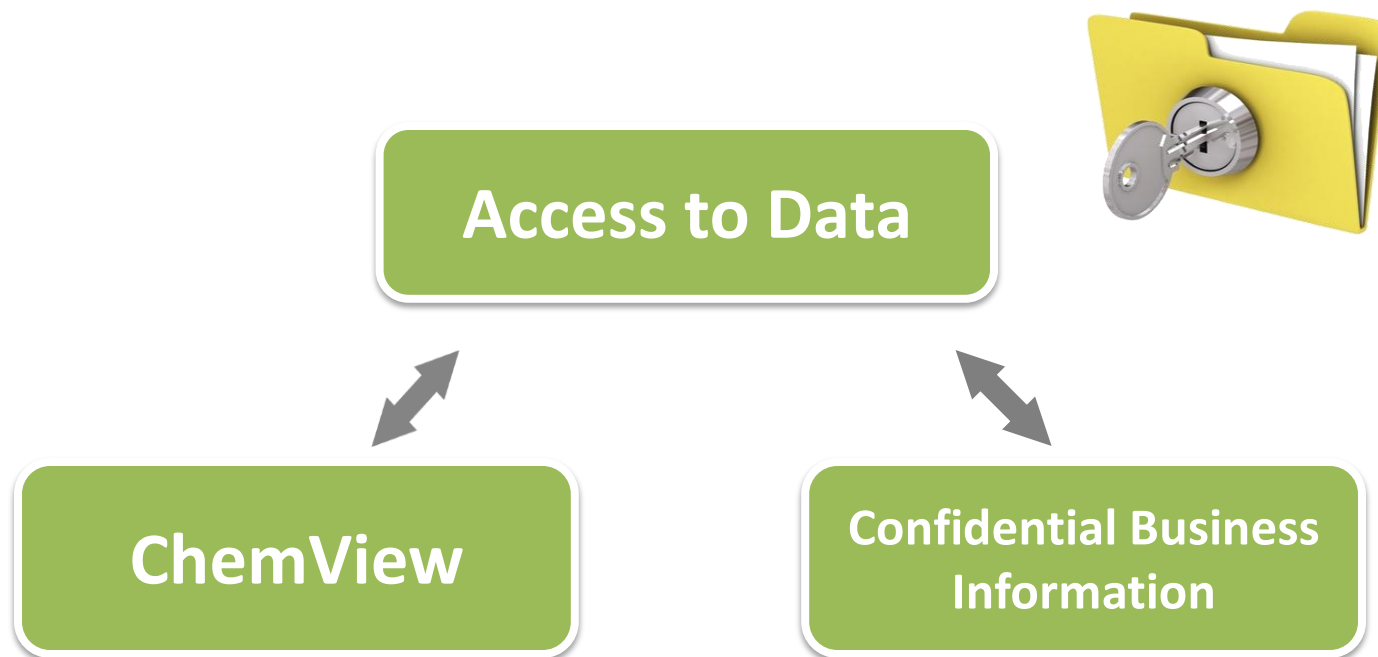 Access to Data
ChemView
Confidential Business
Information